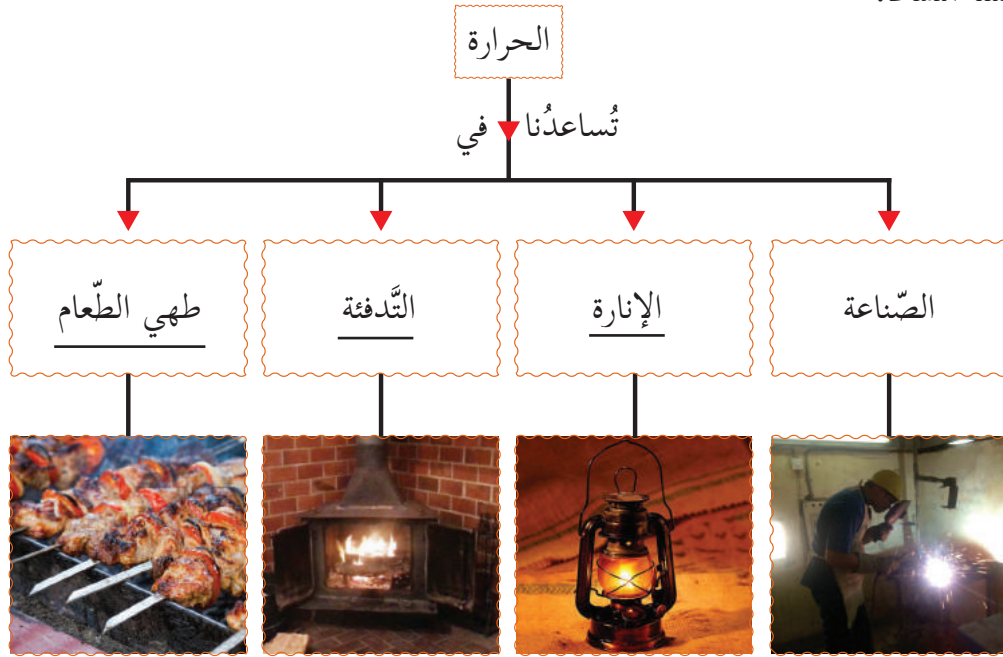 الحرارة
تُساعدُنا في
الصّناعة
الإنارة
التَّدفئة
طهي الطّعام